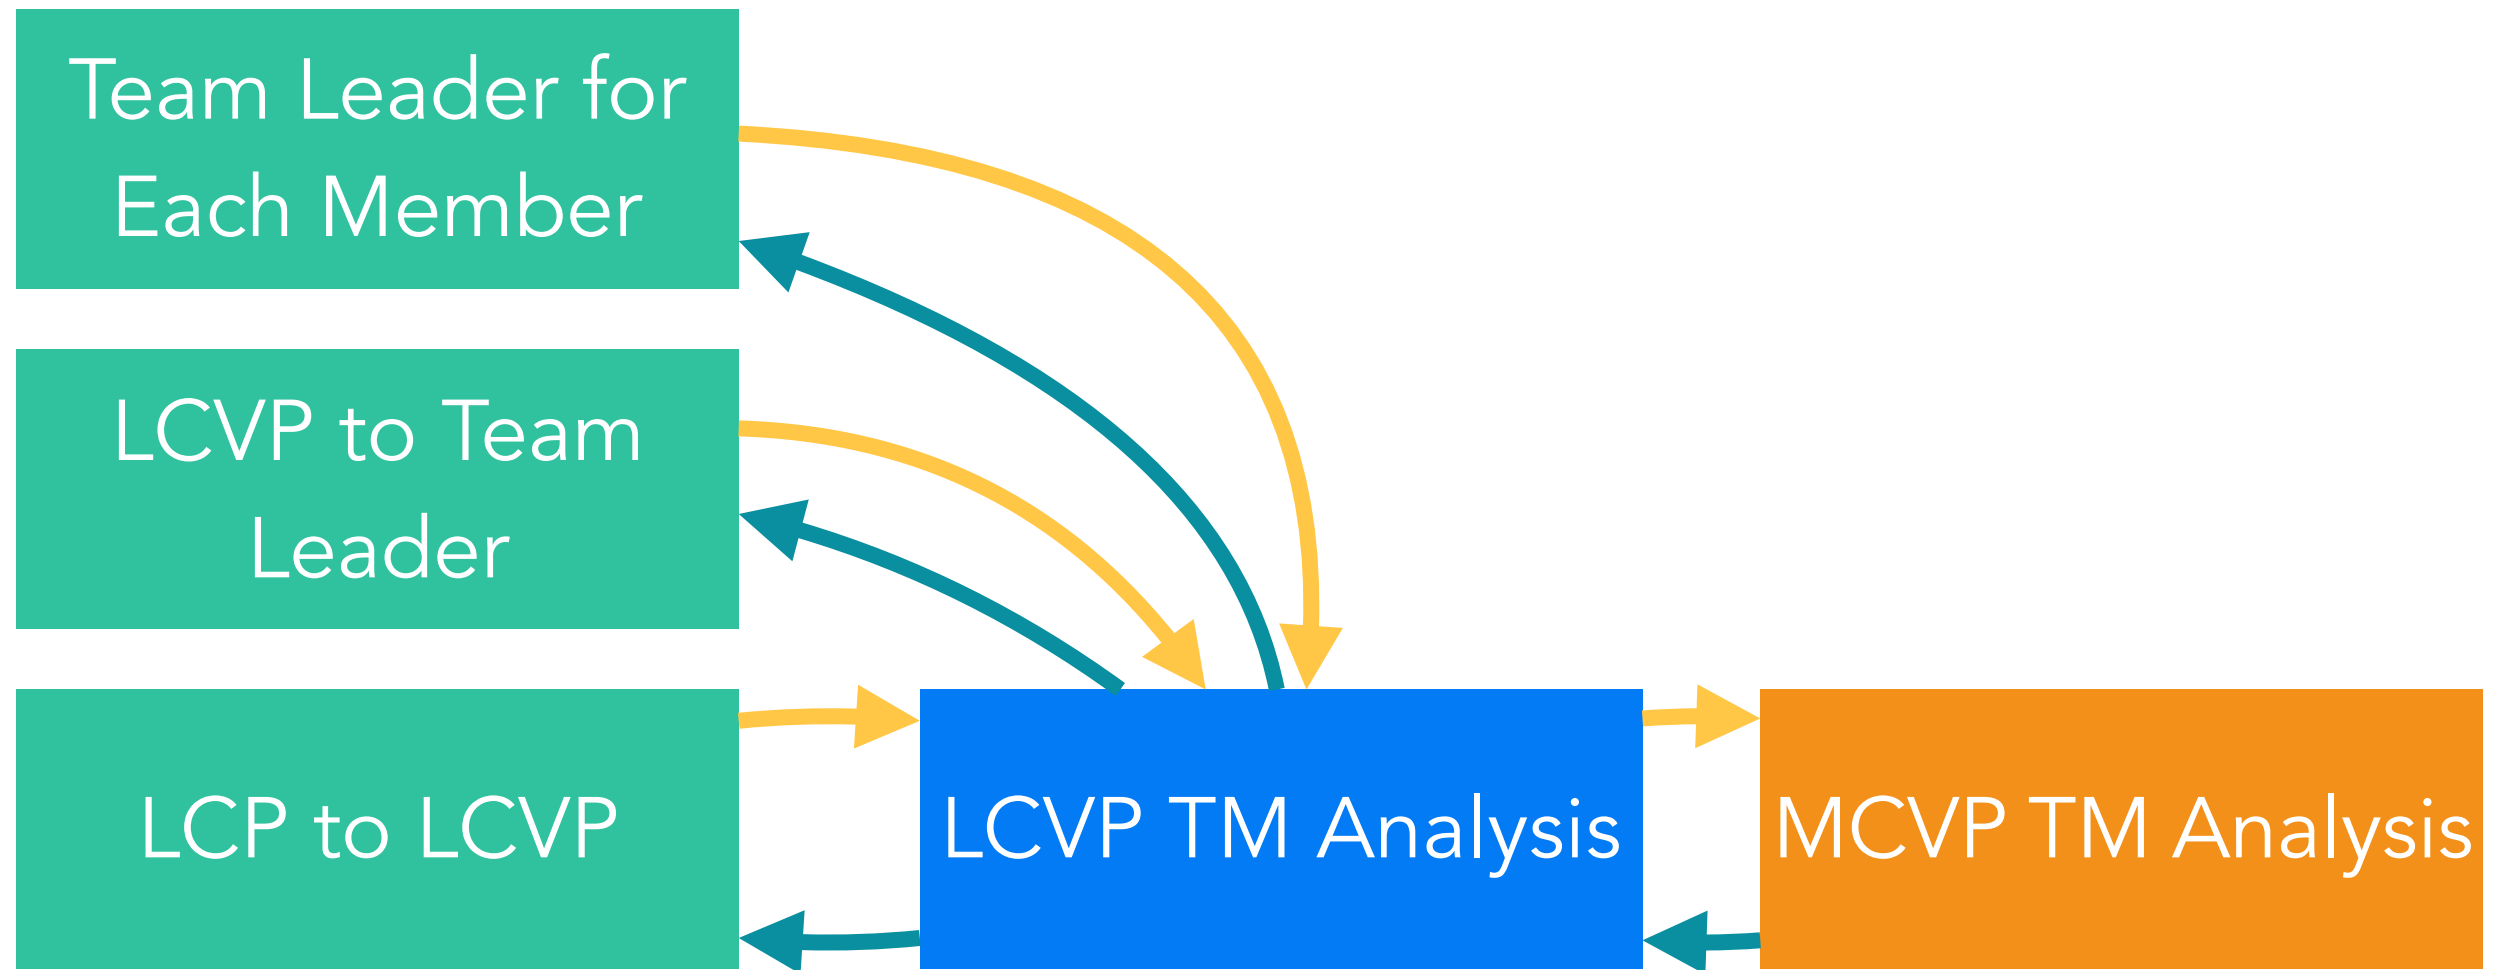 Team Leader for
Each Member
LCVP to Team
Leader
LCP to LCVP
LCVP TM Analysis
MCVP TM Analysis